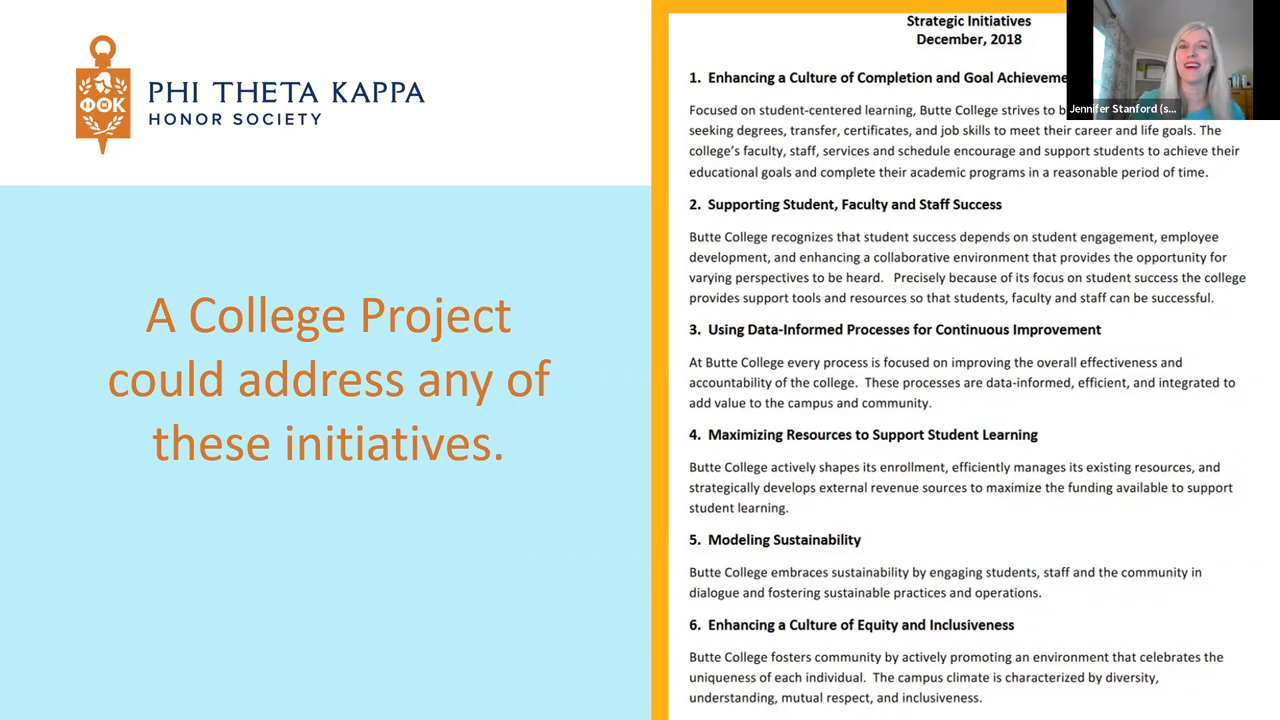 ΦΘΚ
PHI THETA KAPPA
HONOR SOCIETY
A College Project
could address any of
these initiatives.
Strategic Initiatives
December, 2018
1. Enhancing a Culture of Completion and Goal Achieveme
Focused on student-centered learning, Butte College strives to b
seeking degrees, transfer, certificates, and job skills to meet their career and life goals. The
college's faculty, staff, services and schedule encourage and support students to achieve their
educational goals and complete their academic programs in a reasonable period of time.
2. Supporting Student, Faculty and Staff Success
Butte College recognizes that student success depends on student engagement, employee
development, and enhancing a collaborative environment that provides the opportunity for
varying perspectives to be heard. Precisely because of its focus on student success the college
provides support tools and resources so that students, faculty and staff can be successful.
3. Using Data-Informed Processes for Continuous Improvement
At Butte College every process is focused on improving the overall effectiveness and
accountability of the college. These processes are data-informed, efficient, and integrated to
add value to the campus and community.
4. Maximizing Resources to Support Student Learning
Butte College actively shapes its enrollment, efficiently manages its existing resources, and
strategically develops external revenue sources to maximize the funding available to support
student learning.
5. Modeling Sustainability
Butte College embraces sustainability by engaging students, staff and the community in
dialogue and fostering sustainable practices and operations.
6. Enhancing a Culture of Equity and Inclusiveness
Butte College fosters community by actively promoting an environment that celebrates the
uniqueness of each individual. The campus climate is characterized by diversity,
understanding, mutual respect, and inclusiveness.
Jennifer Stanford (s...